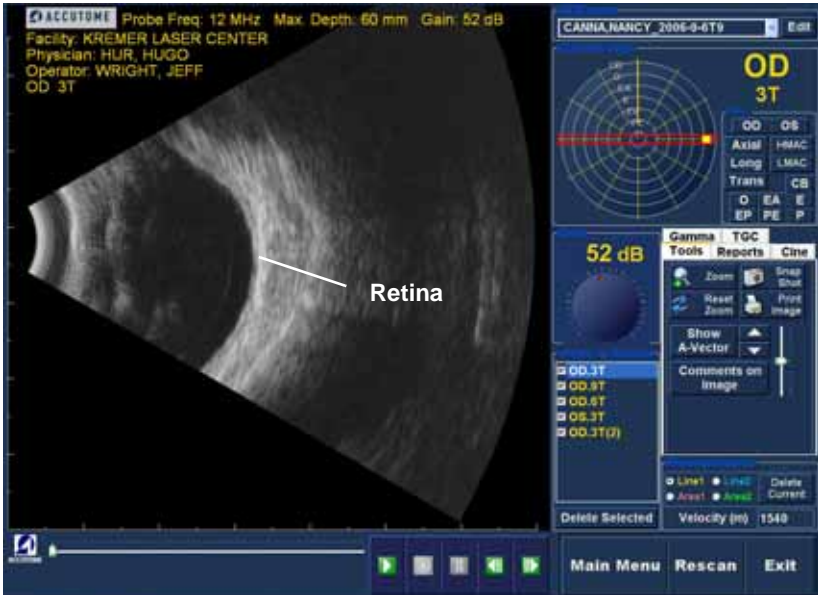 ACCUTOME Probe Freq: 12 MHz Max. Depth: 60 mm Gain: 52 dB
Facility: KREMER LASER CENTER
Physician: HUR, HUGO
Operator: WRIGHT, JEFF
OD 3T
Retina
CANNA,NANCY_2006-9-6T9 Edit
OD
3T
OD OS
Axial HMAC
Long LMAC
Trans CB
O EA E
EP PE P
52 dB
Gamma TGC
Tools Reports Cine
Zoom Snap Shot
Reset Zoom Print Image
Show A-Vector
Comments on Image
OD.3T
OD.9T
OD.6T
OS.3T
OD.3T(2)
Line1 Line2 Delete Current
Area1 Area2
Delete Selected Velocity (m) 1540
Main Menu Rescan Exit